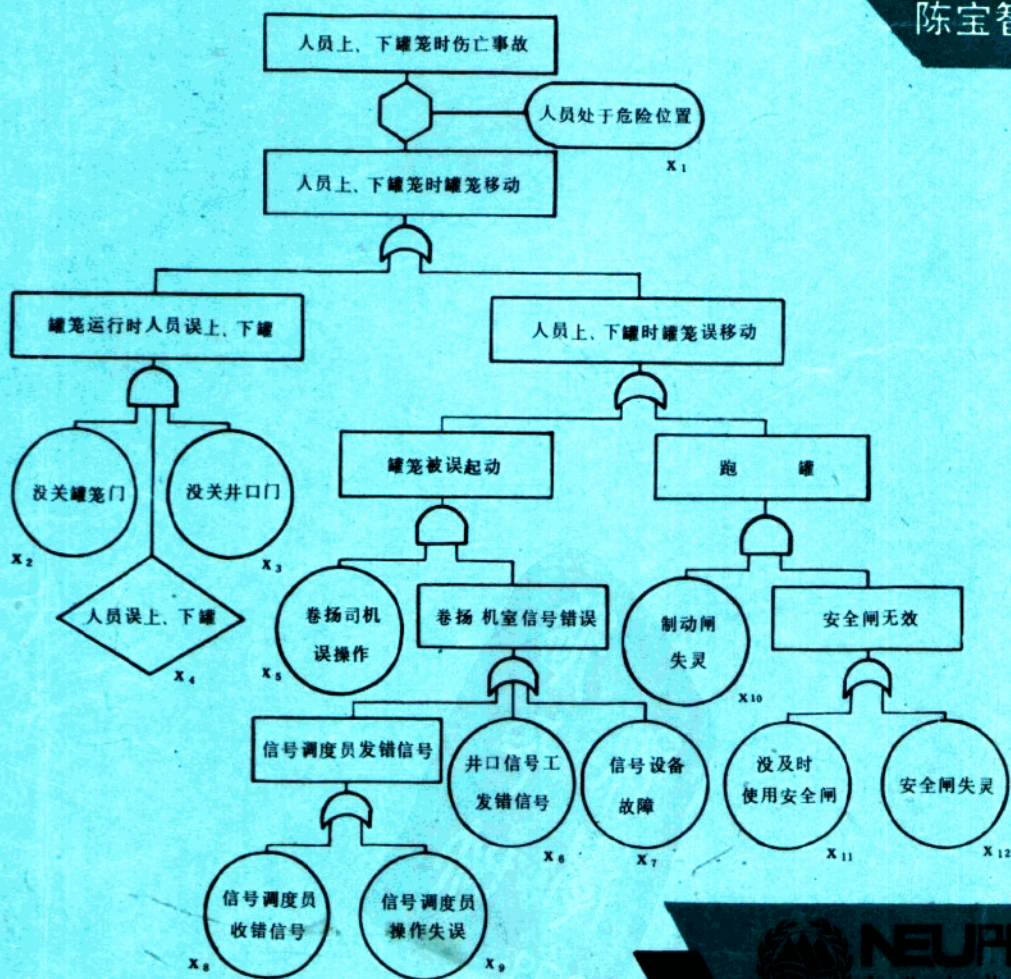 陈宝智
人员上、下罐笼时伤亡事故
人员处于危险位置
X1
人员上、下罐笼时罐笼移动
罐笼运行时人员误上、下罐
人员上、下罐时罐笼误移动
罐笼被误起动
跑 罐
没关罐笼门
没关井口门
X2
X3
人员误上、下罐
X4
卷扬司机
误操作
X5
卷扬 机室信号错误
制动闸
失灵
X10
安全闸无效
信号调度员发错信号
井口信号工
发错信号
X6
信号设备
故障
X7
没及时
使用安全闸
X11
安全闸失灵
X12
信号调度员
收错信号
X8
信号调度员
操作失误
X9
NEUP